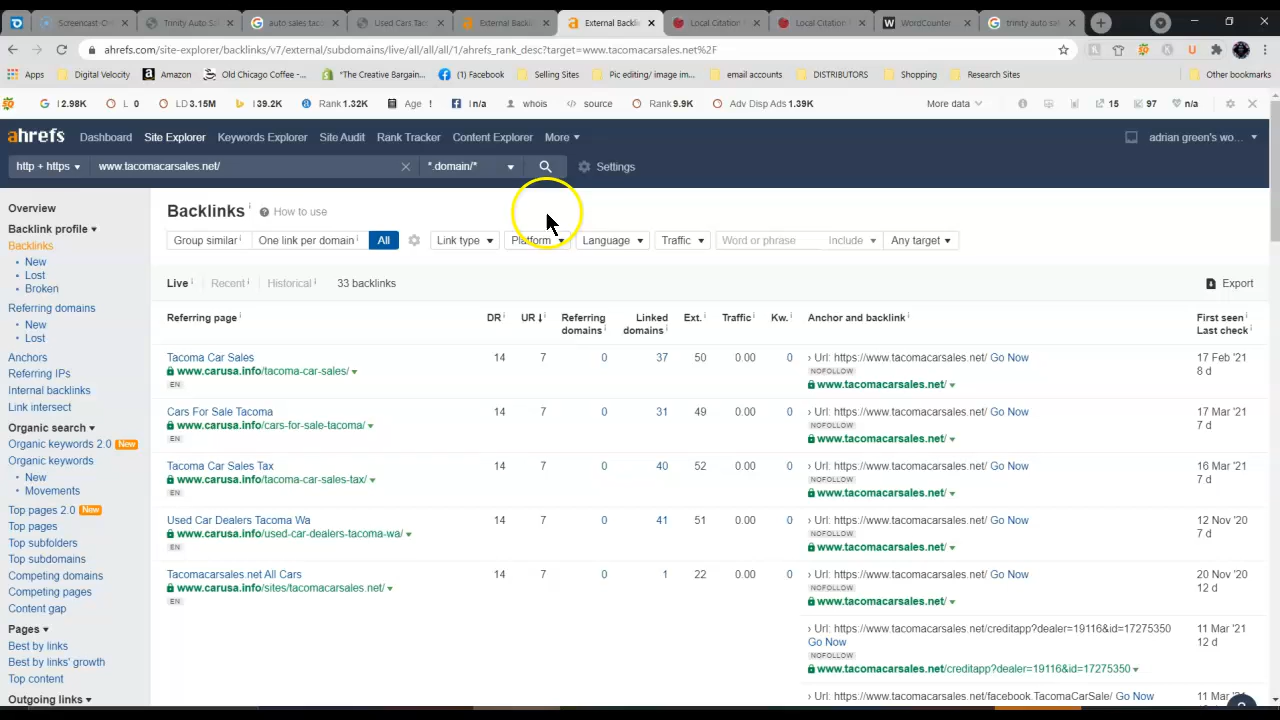 Screencast-Ch
Trinity Auto Sal
auto sales taco
Used Cars Taco
External Backli
External Backli
Local Citation
Local Citation
WordCounter
trinity auto sa
ahrefs.com/site-explorer/backlinks/v7/external/subdomains/live/all/all/all/1/ahrefs_rank_desc?target=www.tacomacarsales.net%2F
Apps
Digital Velocity
Amazon
Old Chicago Coffee -...
"The Creative Bargain...
(1) Facebook
Selling Sites
Pic editing/ image im...
email accounts
DISTRIBUTORS
Shopping
Research Sites
Other bookmarks
I 2.98K
L 0
LD 3.15M
I 39.2K
Rank 1.32K
Age !
I n/a
whois
source
Rank 9.9K
Adv Disp Ads 1.39K
More data
15
97
n/a
ahrefs
Dashboard
Site Explorer
Keywords Explorer
Site Audit
Rank Tracker
Content Explorer
More
adrian green's wo...
http + https
www.tacomacarsales.net/
*.domain/*
Settings
Overview
Backlink profile
Backlinks
• New
• Lost
• Broken
Referring domains
• New
• Lost
Anchors
Referring IPs
Internal backlinks
Link intersect
Organic search
Organic keywords 2.0 New
Organic keywords
• New
• Movements
Top pages 2.0 New
Top pages
Top subfolders
Top subdomains
Competing domains
Competing pages
Content gap
Pages
Best by links
Best by links' growth
Top content
Outgoing links
Backlinks
How to use
Group similar
One link per domain
All
Link type
Platform
Language
Traffic
Word or phrase
Include
Any target
Live
Recent
Historical
33 backlinks
Export
Referring page
DR
UR
Referring domains
Linked domains
Ext.
Traffic
Kw.
Anchor and backlink
First seen
Last check
Tacoma Car Sales
www.carusa.info/tacoma-car-sales/
EN
14 7 0 37 50 0.00 0
› Url: https://www.tacomacarsales.net/ Go Now
NOFOLLOW
www.tacomacarsales.net/
17 Feb '21
8 d
Cars For Sale Tacoma
www.carusa.info/cars-for-sale-tacoma/
EN
14 7 0 31 49 0.00 0
› Url: https://www.tacomacarsales.net/ Go Now
NOFOLLOW
www.tacomacarsales.net/
17 Mar '21
7 d
Tacoma Car Sales Tax
www.carusa.info/tacoma-car-sales-tax/
EN
14 7 0 40 52 0.00 0
› Url: https://www.tacomacarsales.net/ Go Now
NOFOLLOW
www.tacomacarsales.net/
16 Mar '21
7 d
Used Car Dealers Tacoma Wa
www.carusa.info/used-car-dealers-tacoma-wa/
EN
14 7 0 41 51 0.00 0
› Url: https://www.tacomacarsales.net/ Go Now
NOFOLLOW
www.tacomacarsales.net/
12 Nov '20
7 d
Tacomacarsales.net All Cars
www.carusa.info/sites/tacomacarsales.net/
EN
14 7 0 1 22 0.00 0
› Url: https://www.tacomacarsales.net/ Go Now
NOFOLLOW
www.tacomacarsales.net/
20 Nov '20
12 d
› Url: https://www.tacomacarsales.net/creditapp?dealer=19116&id=17275350
Go Now
NOFOLLOW
www.tacomacarsales.net/creditapp?dealer=19116&id=17275350
11 Mar '21
12 d
› Url: https://www.tacomacarsales.net/facebook.TacomaCarSale/ Go Now
11 Mar '21